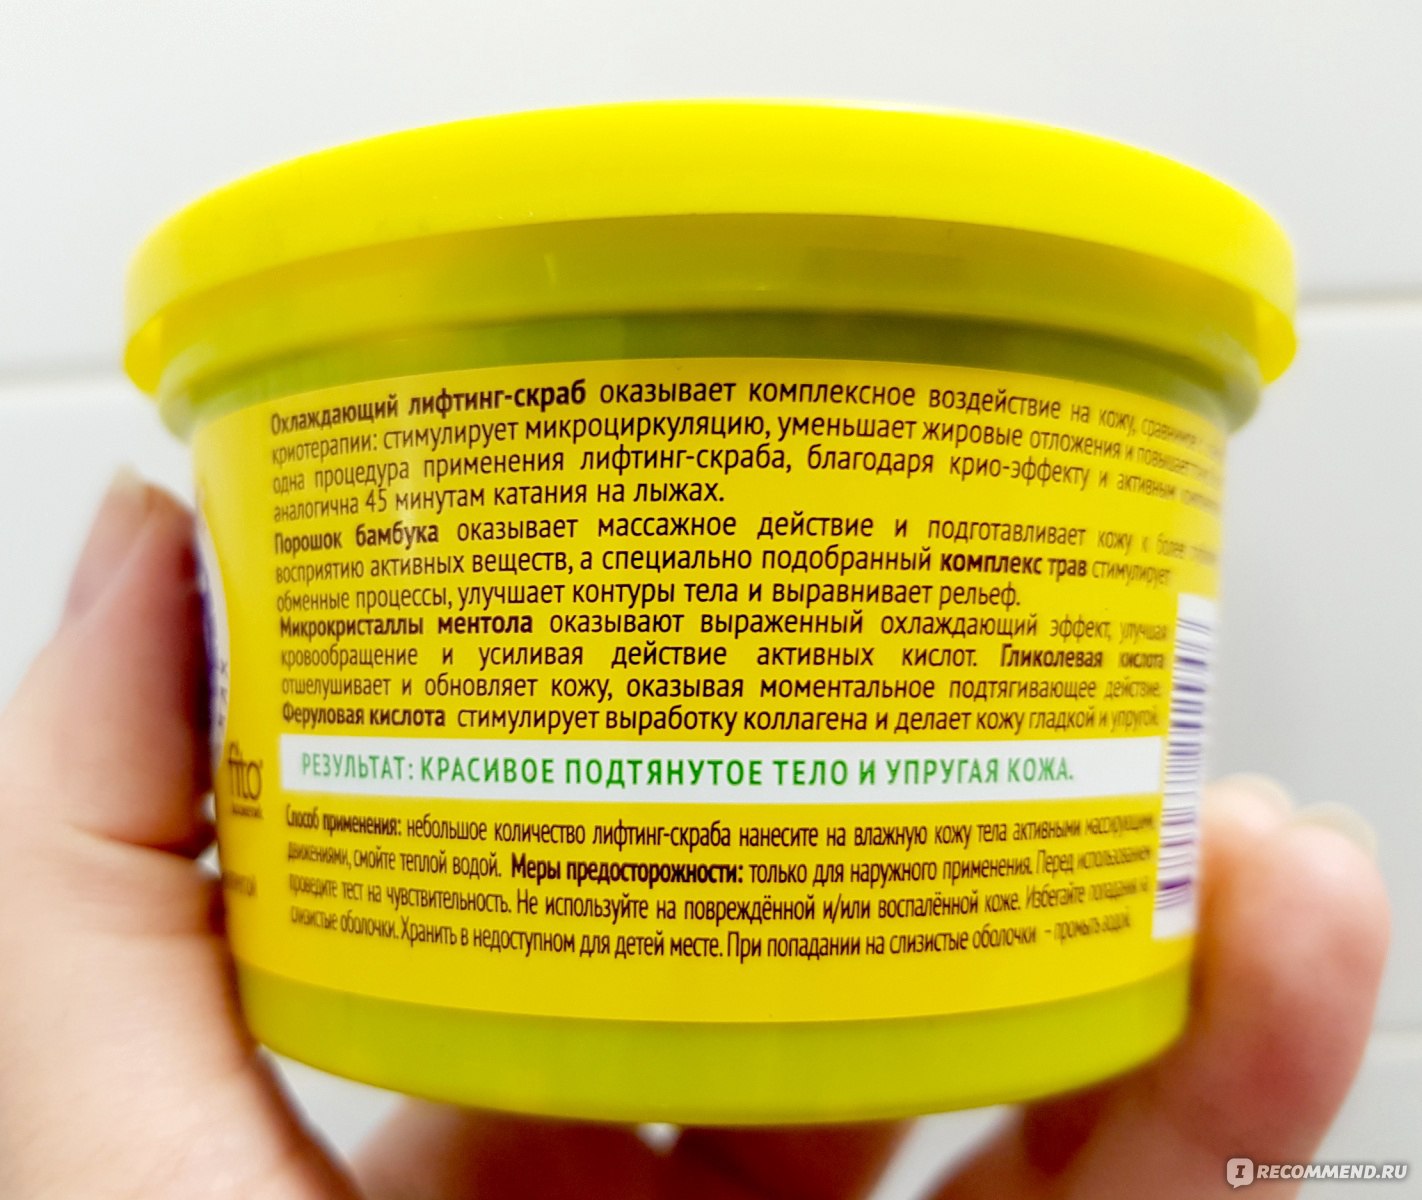 Охлаждающий лифтинг-скраб оказывает комплексное воздействие на кожу,
криотерапии: стимулирует микроциркуляцию, уменьшает жировые отложения и повышает
одна процедура применения лифтинг-скраба, благодаря крио-эффекту и активным
аналогична 45 минутам катания на лыжах.
Порошок бамбука оказывает массажное действие и подготавливает кожу к более
восприятию активных веществ, а специально подобранный комплекс трав стимулирует
обменные процессы, улучшает контуры тела и выравнивает рельеф.
Микрокристаллы ментола оказывают выраженный охлаждающий эффект, улучшая
кровообращение и усиливая действие активных кислот. Гликолевая кислота
отшелушивает и обновляет кожу, оказывая моментальное подтягивающее действие.
Феруловая кислота стимулирует выработку коллагена и делает кожу гладкой и упругой.
fito
РЕЗУЛЬТАТ: КРАСИВОЕ ПОДТЯНУТОЕ ТЕЛО И УПРУГАЯ КОЖА.
Способ применения: небольшое количество лифтинг-скраба нанесите на влажную кожу тела активными массирующими
движениями, смойте теплой водой. Меры предосторожности: только для наружного применения. Перед использованием
проведите тест на чувствительность. Не используйте на повреждённой и/или воспалённой коже. Избегайте попадания на
слизистые оболочки. Хранить в недоступном для детей месте. При попадании на слизистые оболочки - промыть водой.
IRECOMMEND.RU